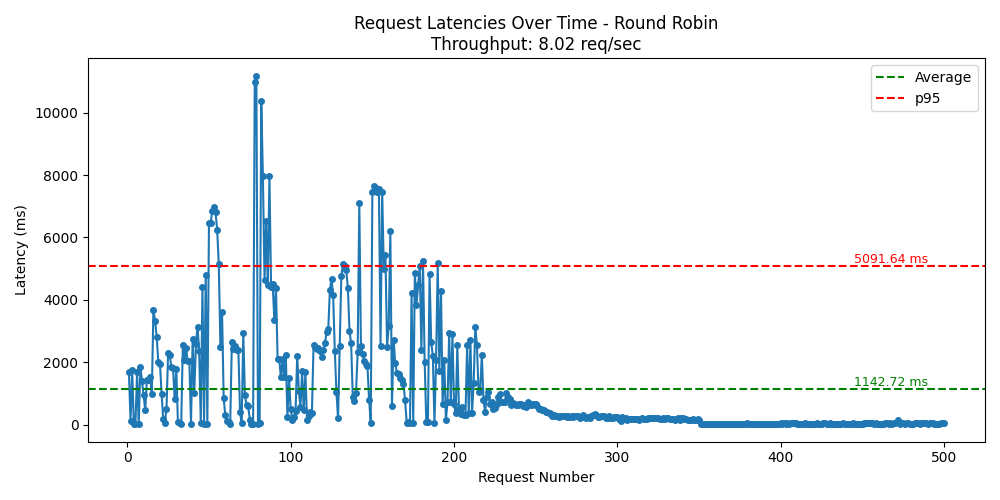 Request Latencies Over Time - Round Robin
Throughput: 8.02 req/sec
Average
p95
10000
8000
6000
4000
2000
0
Latency (ms)
5091.64 ms
1142.72 ms
0
100
200
300
400
500
Request Number